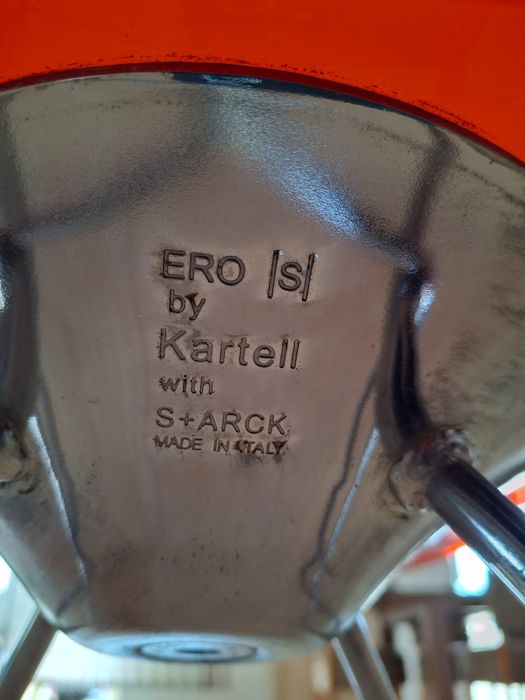 ERO |S|
by
Kartell
with
S+ARCK
MADE IN ITALY